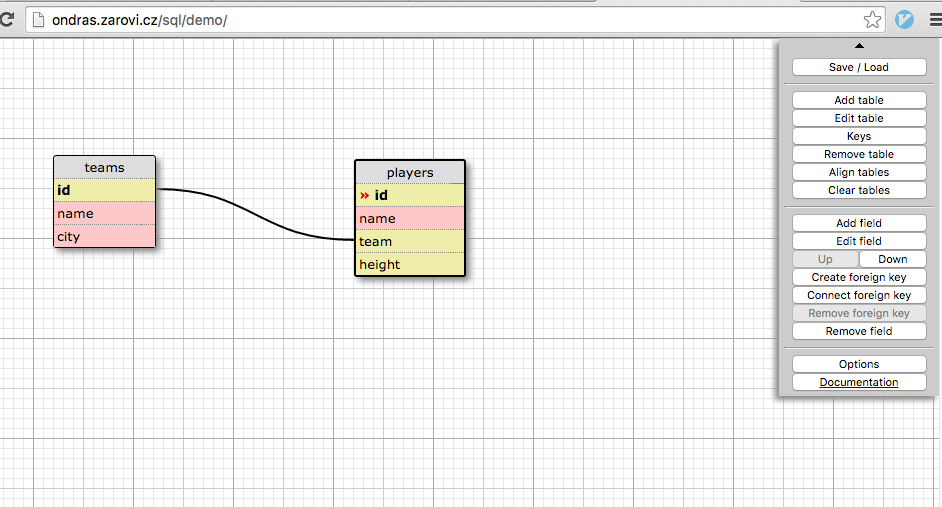 ondras.zarovi.cz/sql/demo/
teams
id
name
city
players
» id
name
team
height
Save / Load
Add table
Edit table
Keys
Remove table
Align tables
Clear tables
Add field
Edit field
Up Down
Create foreign key
Connect foreign key
Remove foreign key
Remove field
Options
Documentation